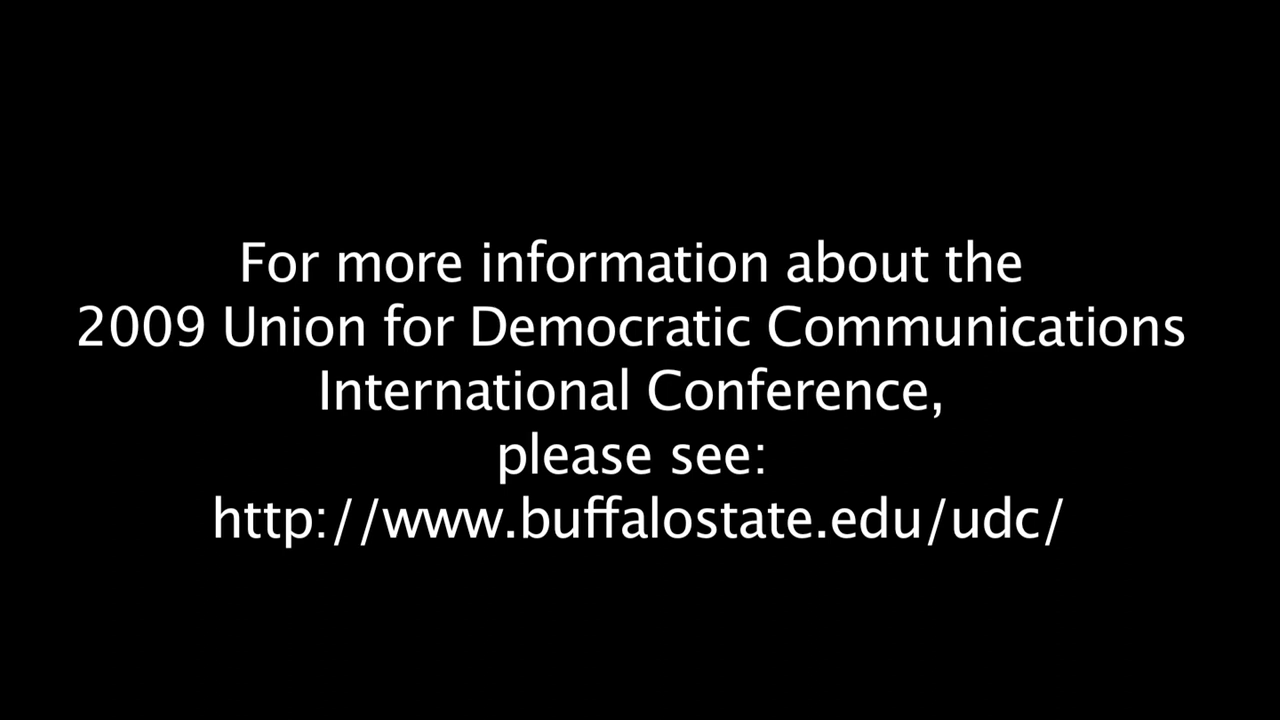 For more information about the
2009 Union for Democratic Communications
International Conference,
please see:
http://www.buffalostate.edu/udc/